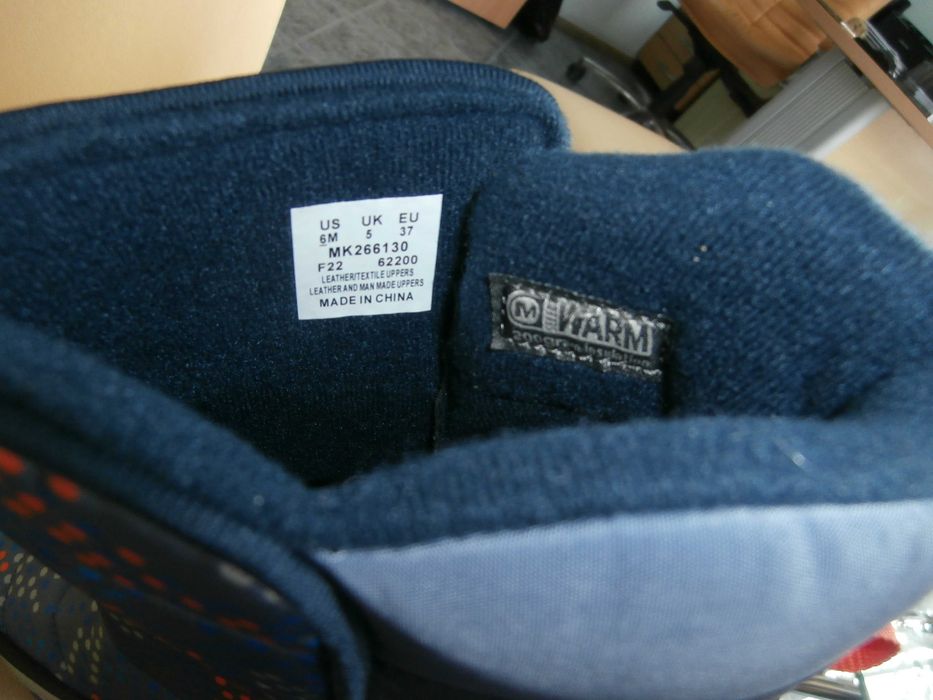 US UK EU
6M 5 37
MK266130
F22 62200
LEATHER/TEXTILE UPPERS
LEATHER AND MAN MADE UPPERS
MADE IN CHINA
M WARM
Insulation